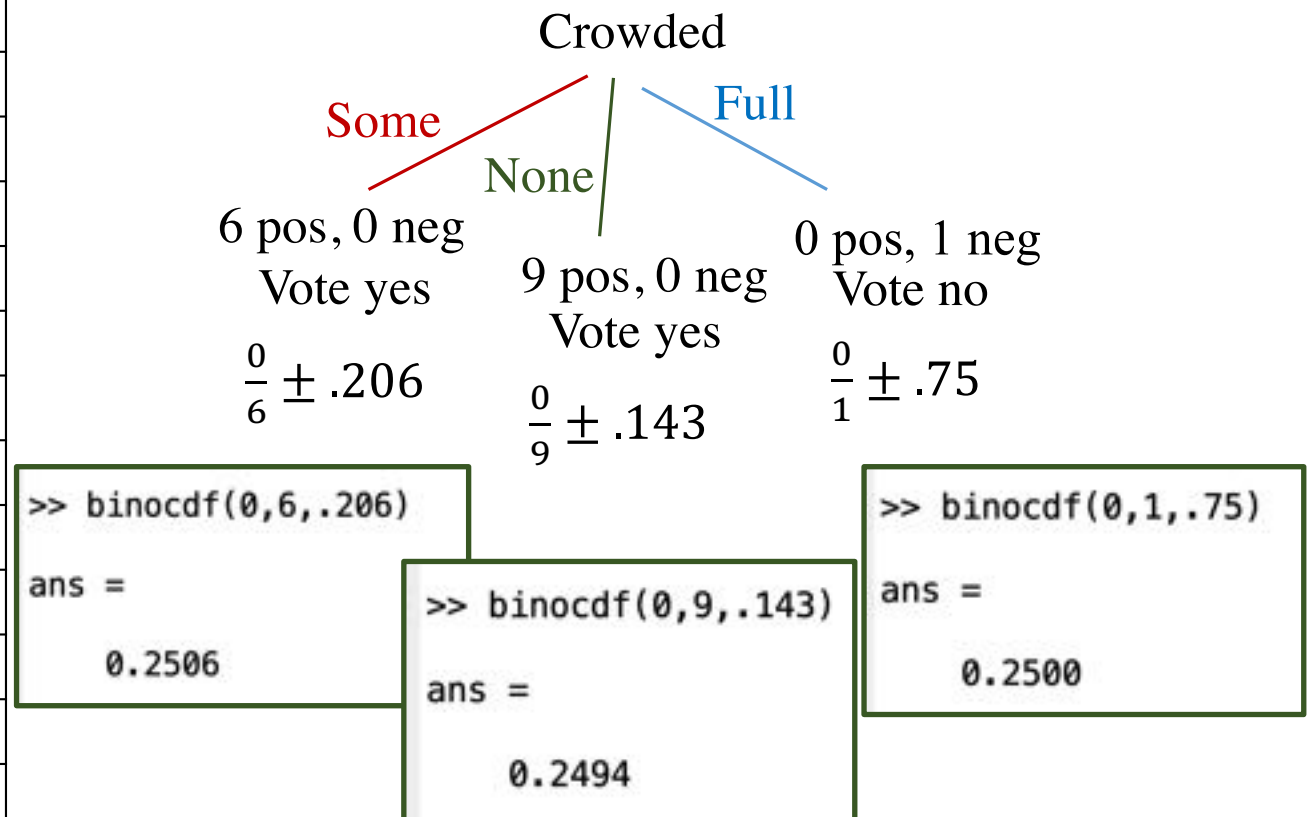 Crowded
Some
None
Full
6 pos, 0 neg
Vote yes
0/6 ± .206
9 pos, 0 neg
Vote yes
0/9 ± .143
0 pos, 1 neg
Vote no
0/1 ± .75
>> binocdf(0,6,.206)
ans =
0.2506
>> binocdf(0,9,.143)
ans =
0.2494
>> binocdf(0,1,.75)
ans =
0.2500